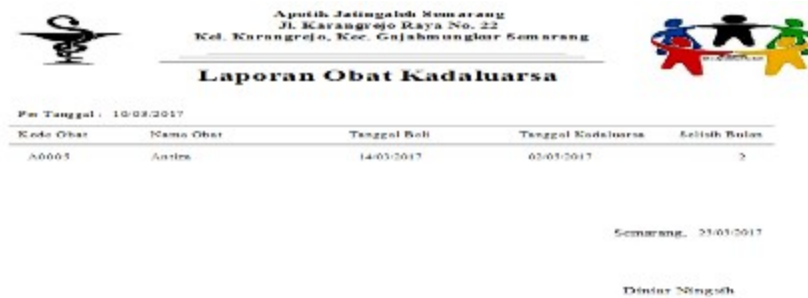 Apotik Jatingaleh Semarang
Jl. Karangrejo Raya No. 22
Kel. Karangrejo, Kec. Gajahmungkur Semarang
Laporan Obat Kadaluarsa
Per Tanggal : 10/03/2017
Kode Obat Nama Obat Tanggal Beli Tanggal Kadaluarsa Selisih Bulan
A0005 14/03/2017 02/05/2017 2
Semarang, 23/03/2017
Diniar Ningsih